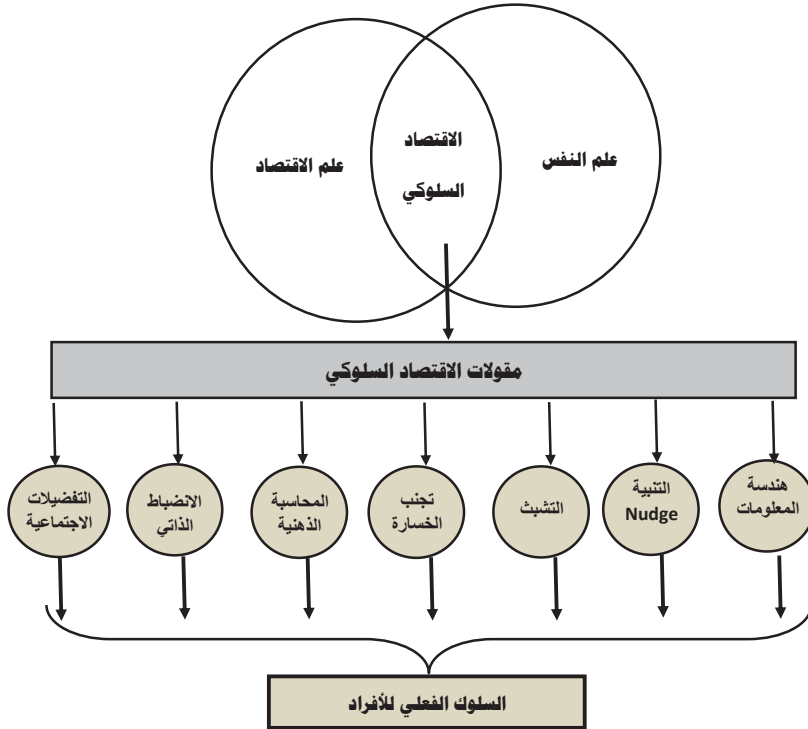 علم النفس
الاقتصاد
السلوكي
علم الاقتصاد
مقولات الاقتصاد السلوكي
هندسة
المعلومات
التنبية
Nudge
التشبث
تجنب
الخسارة
المحاسبة
الذهنية
الانضباط
الذاتي
التفضيلات
الاجتماعية
السلوك الفعلي للأفراد